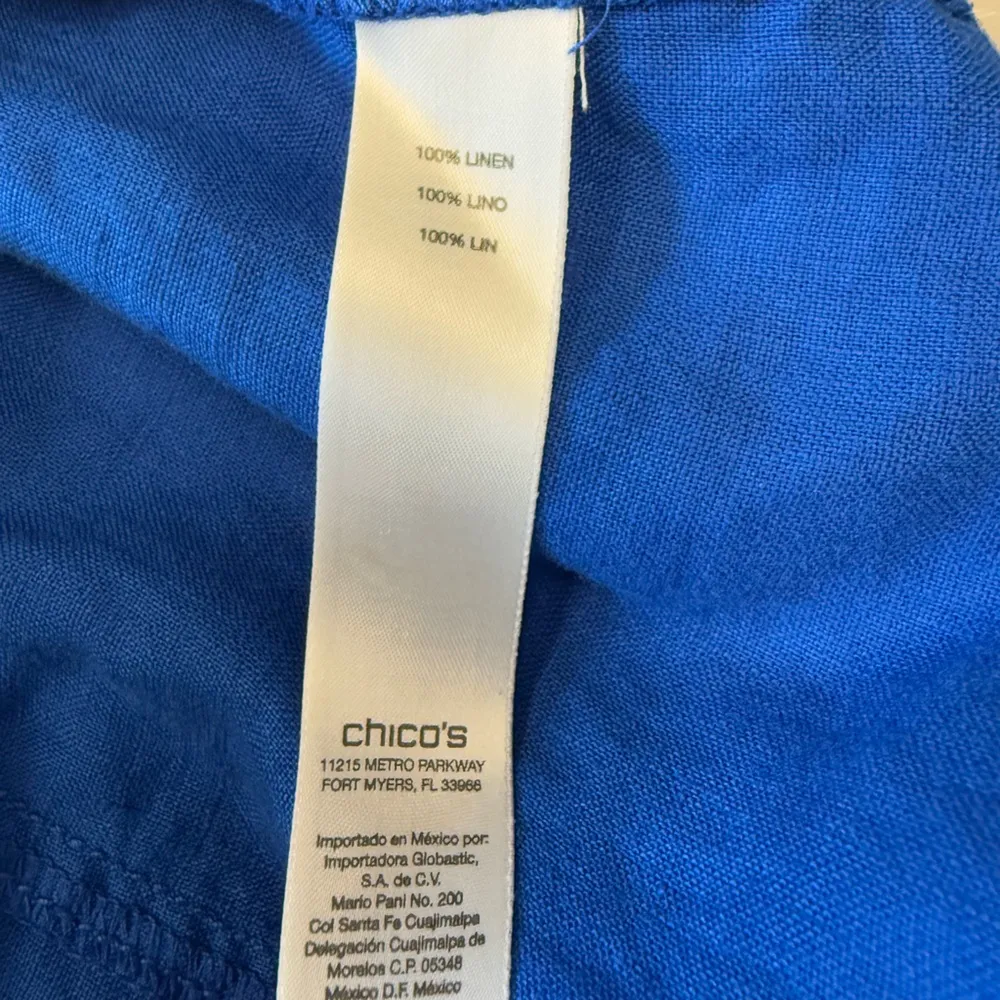 100% LINEN
100% LINO
100% LIN
chico's
11215 METRO PARKWAY
FORT MYERS, FL 33966
Importado en México por:
Importadora Globastic,
S.A. de C.V.
Mario Pani No. 200
Col Santa Fe Cuajimalpa
Delegación Cuajimalpa de
Morelos C.P. 05348
México D.F. México